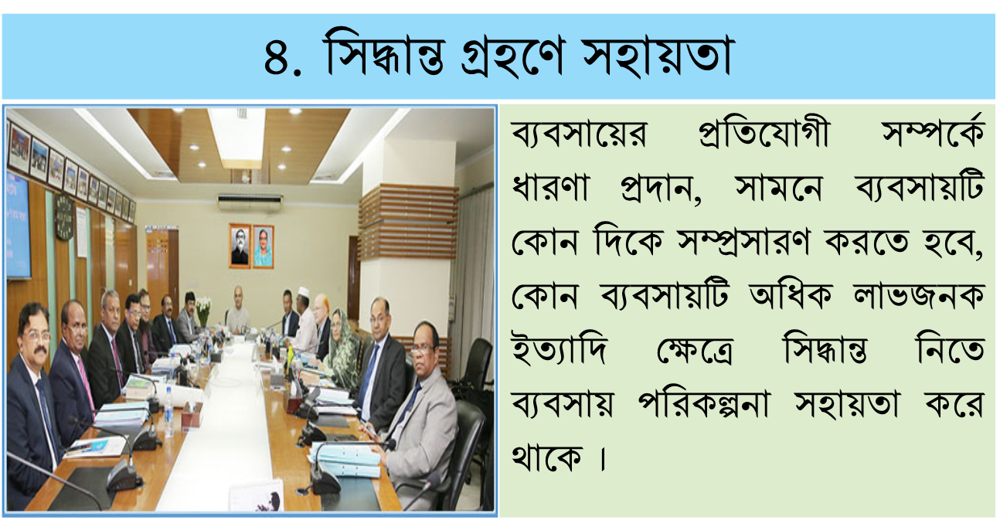 ৪. সিদ্ধান্ত গ্রহণে সহায়তা
ব্যবসায়ের প্রতিযোগী সম্পর্কে
ধারণা প্রদান, সামনে ব্যবসায়টি
কোন দিকে সম্প্রসারণ করতে হবে,
কোন ব্যবসায়টি অধিক লাভজনক
ইত্যাদি ক্ষেত্রে সিদ্ধান্ত নিতে
ব্যবসায় পরিকল্পনা সহায়তা করে
থাকে ।